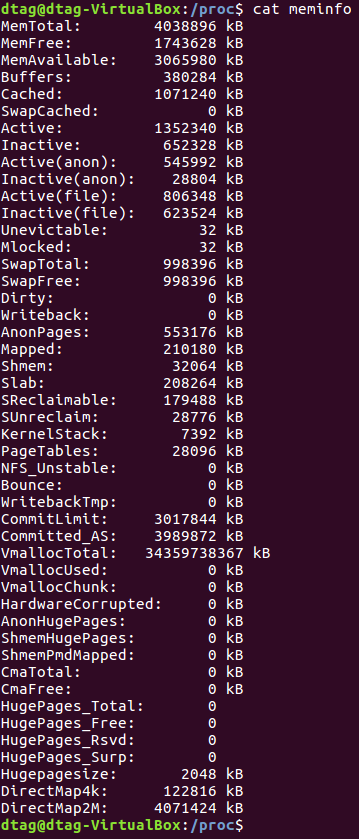 dtag@dtag-VirtualBox:/proc$ cat meminfo
MemTotal:        4038896 kB
MemFree:         1743628 kB
MemAvailable:    3065980 kB
Buffers:          380284 kB
Cached:          1071240 kB
SwapCached:            0 kB
Active:          1352340 kB
Inactive:         652328 kB
Active(anon):     545992 kB
Inactive(anon):    28804 kB
Active(file):     806348 kB
Inactive(file):   623524 kB
Unevictable:          32 kB
Mlocked:              32 kB
SwapTotal:        998396 kB
SwapFree:         998396 kB
Dirty:                 0 kB
Writeback:             0 kB
AnonPages:        553176 kB
Mapped:           210180 kB
Shmem:             32064 kB
Slab:             208264 kB
SReclaimable:     179488 kB
SUnreclaim:        28776 kB
KernelStack:        7392 kB
PageTables:        28096 kB
NFS_Unstable:          0 kB
Bounce:                0 kB
WritebackTmp:          0 kB
CommitLimit:     3017844 kB
Committed_AS:    3989872 kB
VmallocTotal:   34359738367 kB
VmallocUsed:           0 kB
VmallocChunk:          0 kB
HardwareCorrupted:     0 kB
AnonHugePages:         0 kB
ShmemHugePages:        0 kB
ShmemPmdMapped:        0 kB
CmaTotal:              0 kB
CmaFree:               0 kB
HugePages_Total:       0
HugePages_Free:        0
HugePages_Rsvd:        0
HugePages_Surp:        0
Hugepagesize:       2048 kB
DirectMap4k:      122816 kB
DirectMap2M:     4071424 kB
dtag@dtag-VirtualBox:/proc$